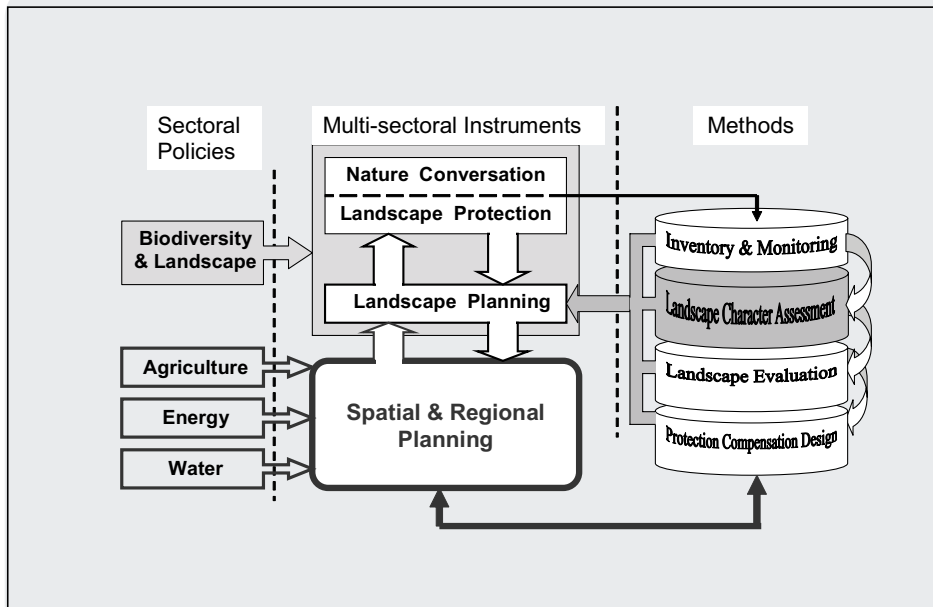 Sectoral
Policies
Multi-sectoral Instruments
Methods
Nature Conversation
Landscape Protection
Biodiversity
& Landscape
Landscape Planning
Agriculture
Energy
Water
Spatial & Regional
Planning
Inventory & Monitoring
Landscape Character Assessment
Landscape Evaluation
Protection Compensation Design